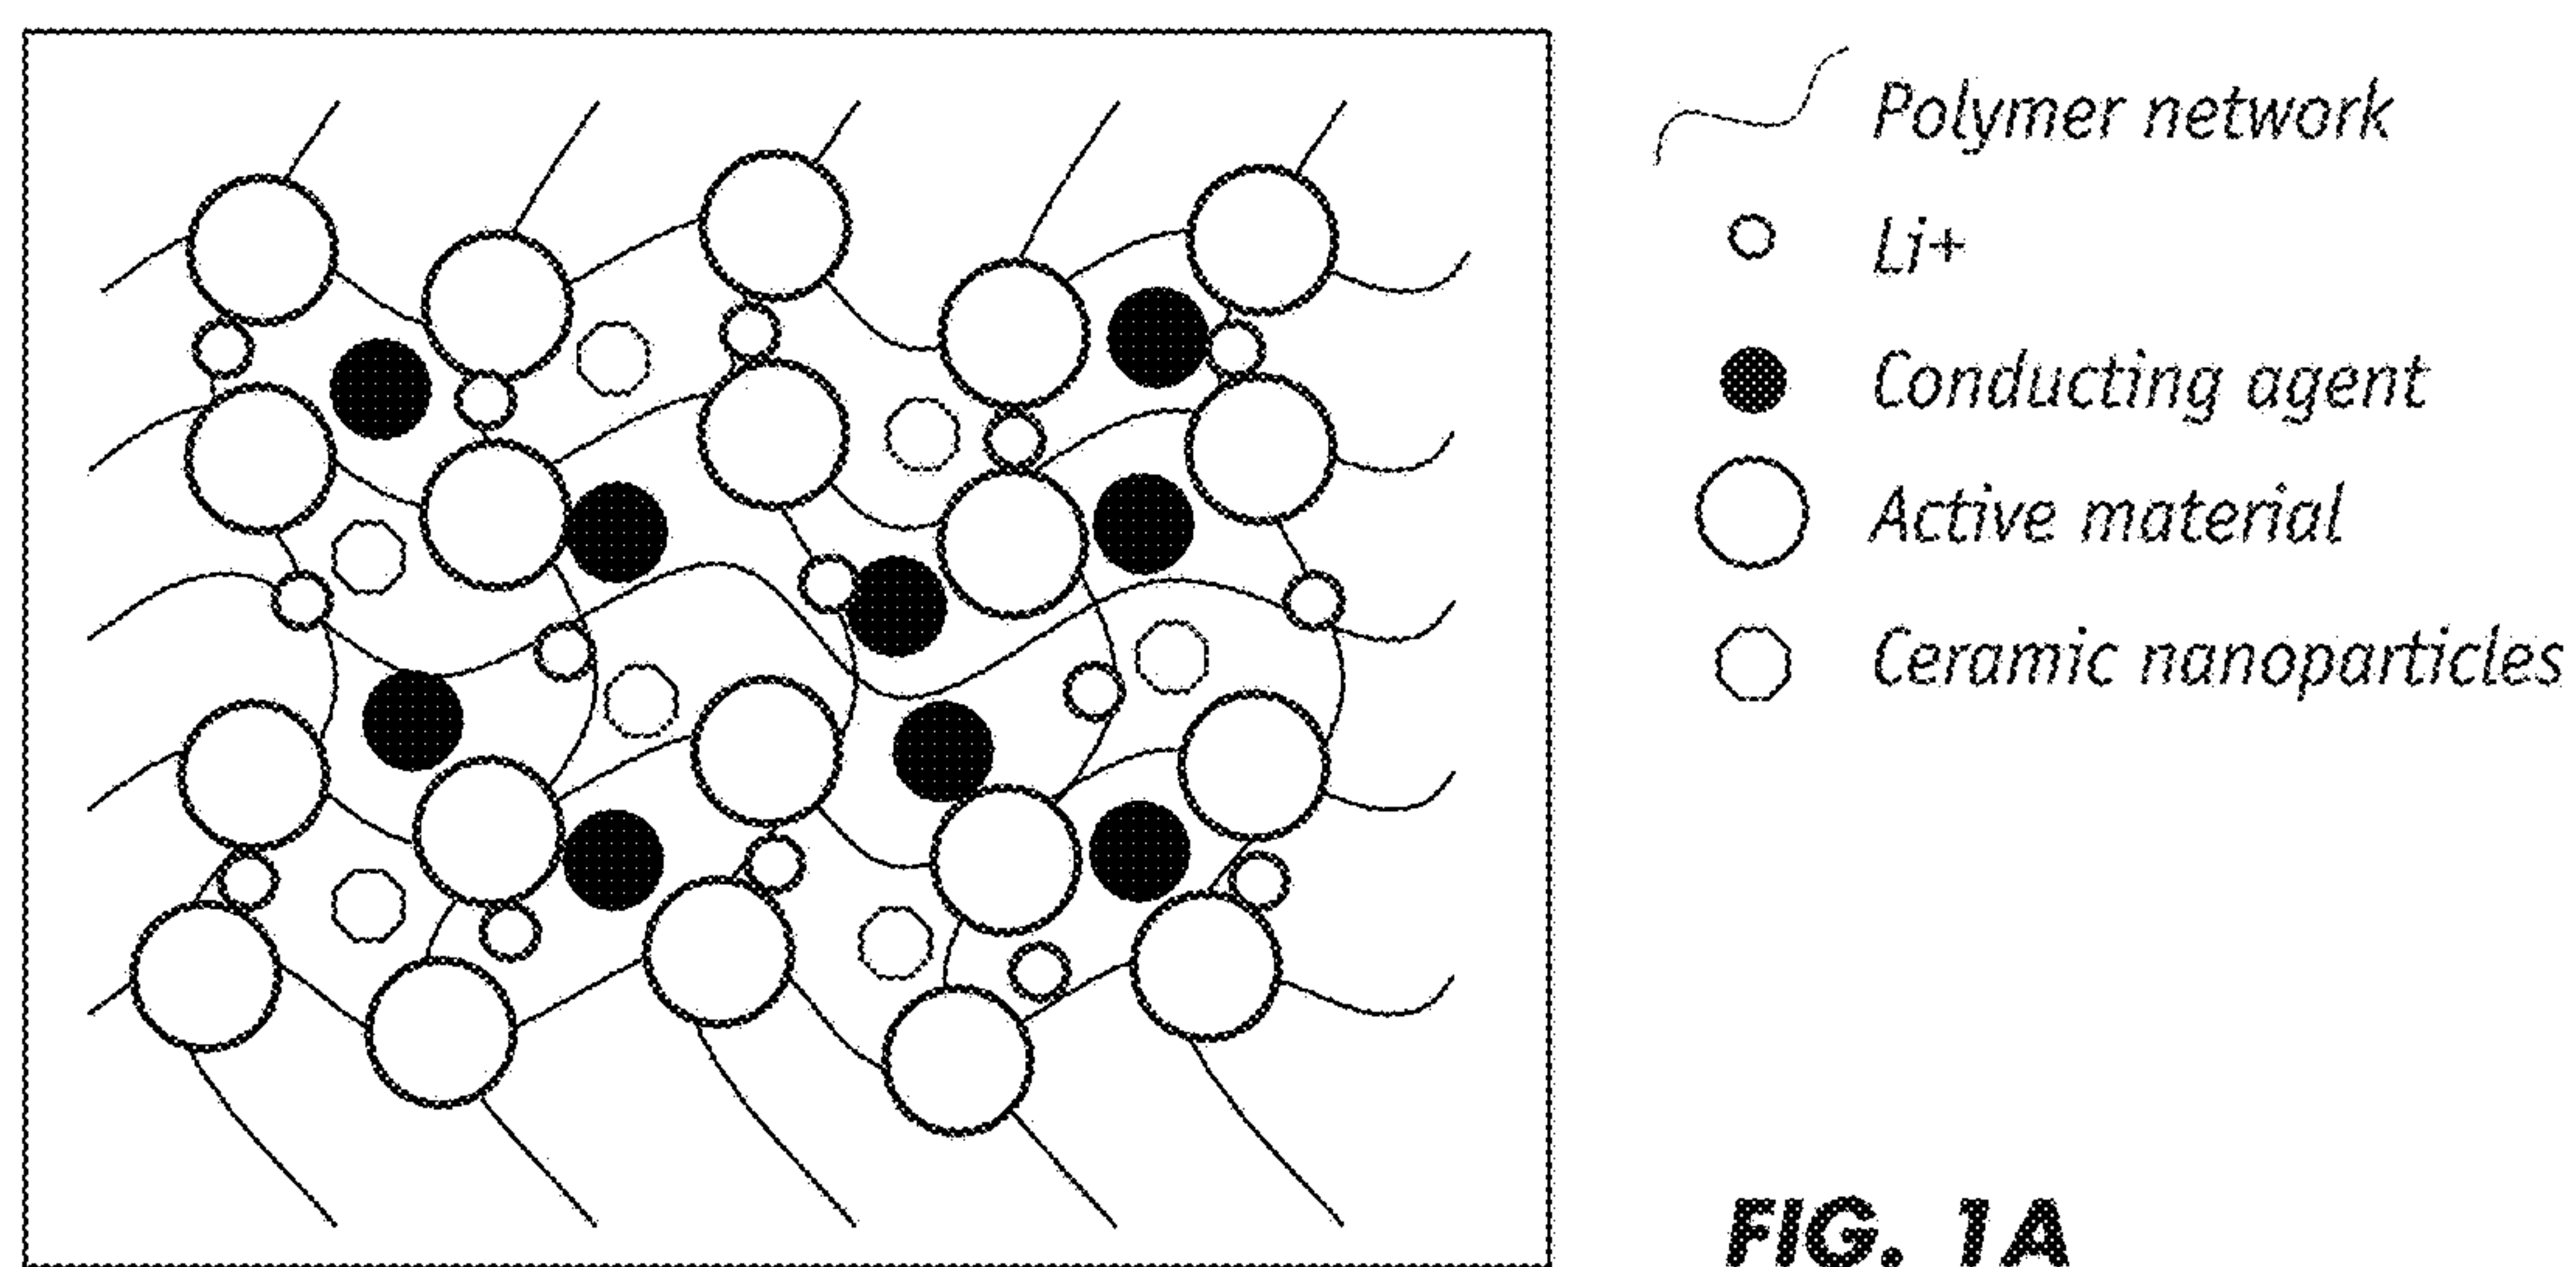 Polymer network
Li+
Conducting agent
Active material
Ceramic nanoparticles
FIG. 1A